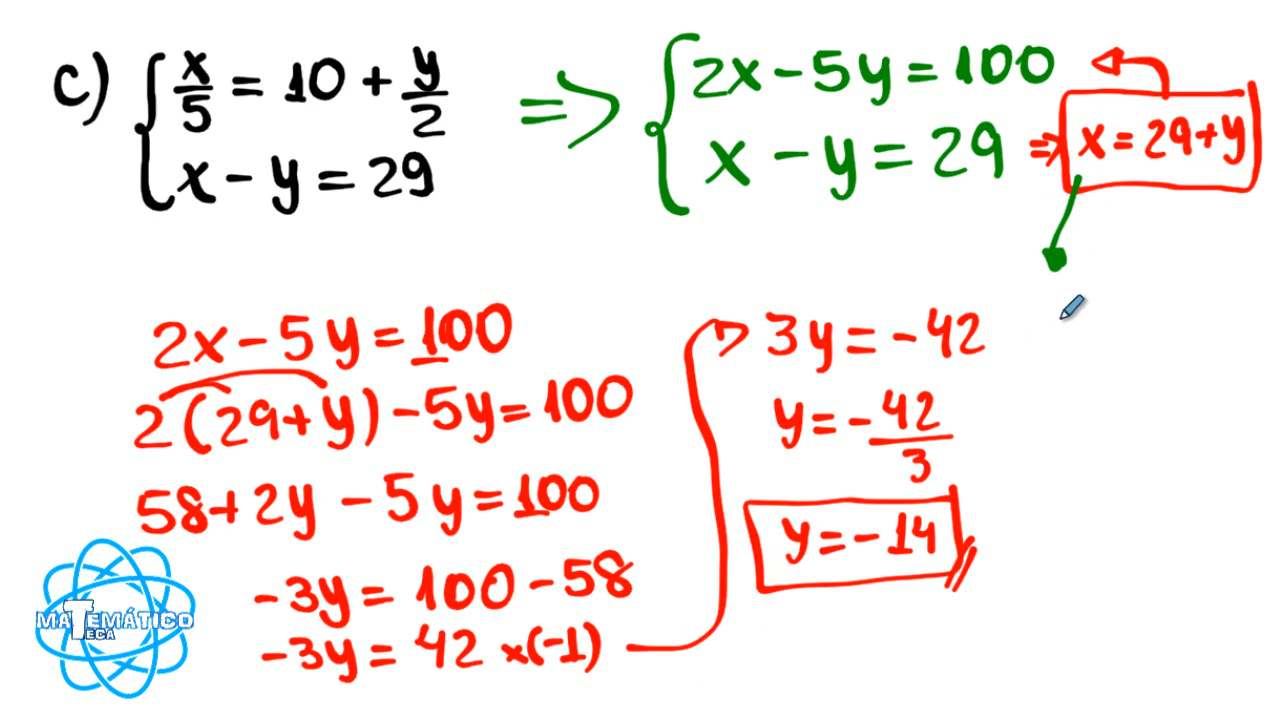 c) { x/5 = 10 + y/2
x - y = 29
=> { 2x - 5y = 100
x - y = 29 => x = 29 + y
2x - 5y = 100
2(29+y) - 5y = 100
58 + 2y - 5y = 100
-3y = 100 - 58
-3y = 42 x(-1)
3y = -42
y = -42/3
y = -14
MATEMÁTICO
TECA